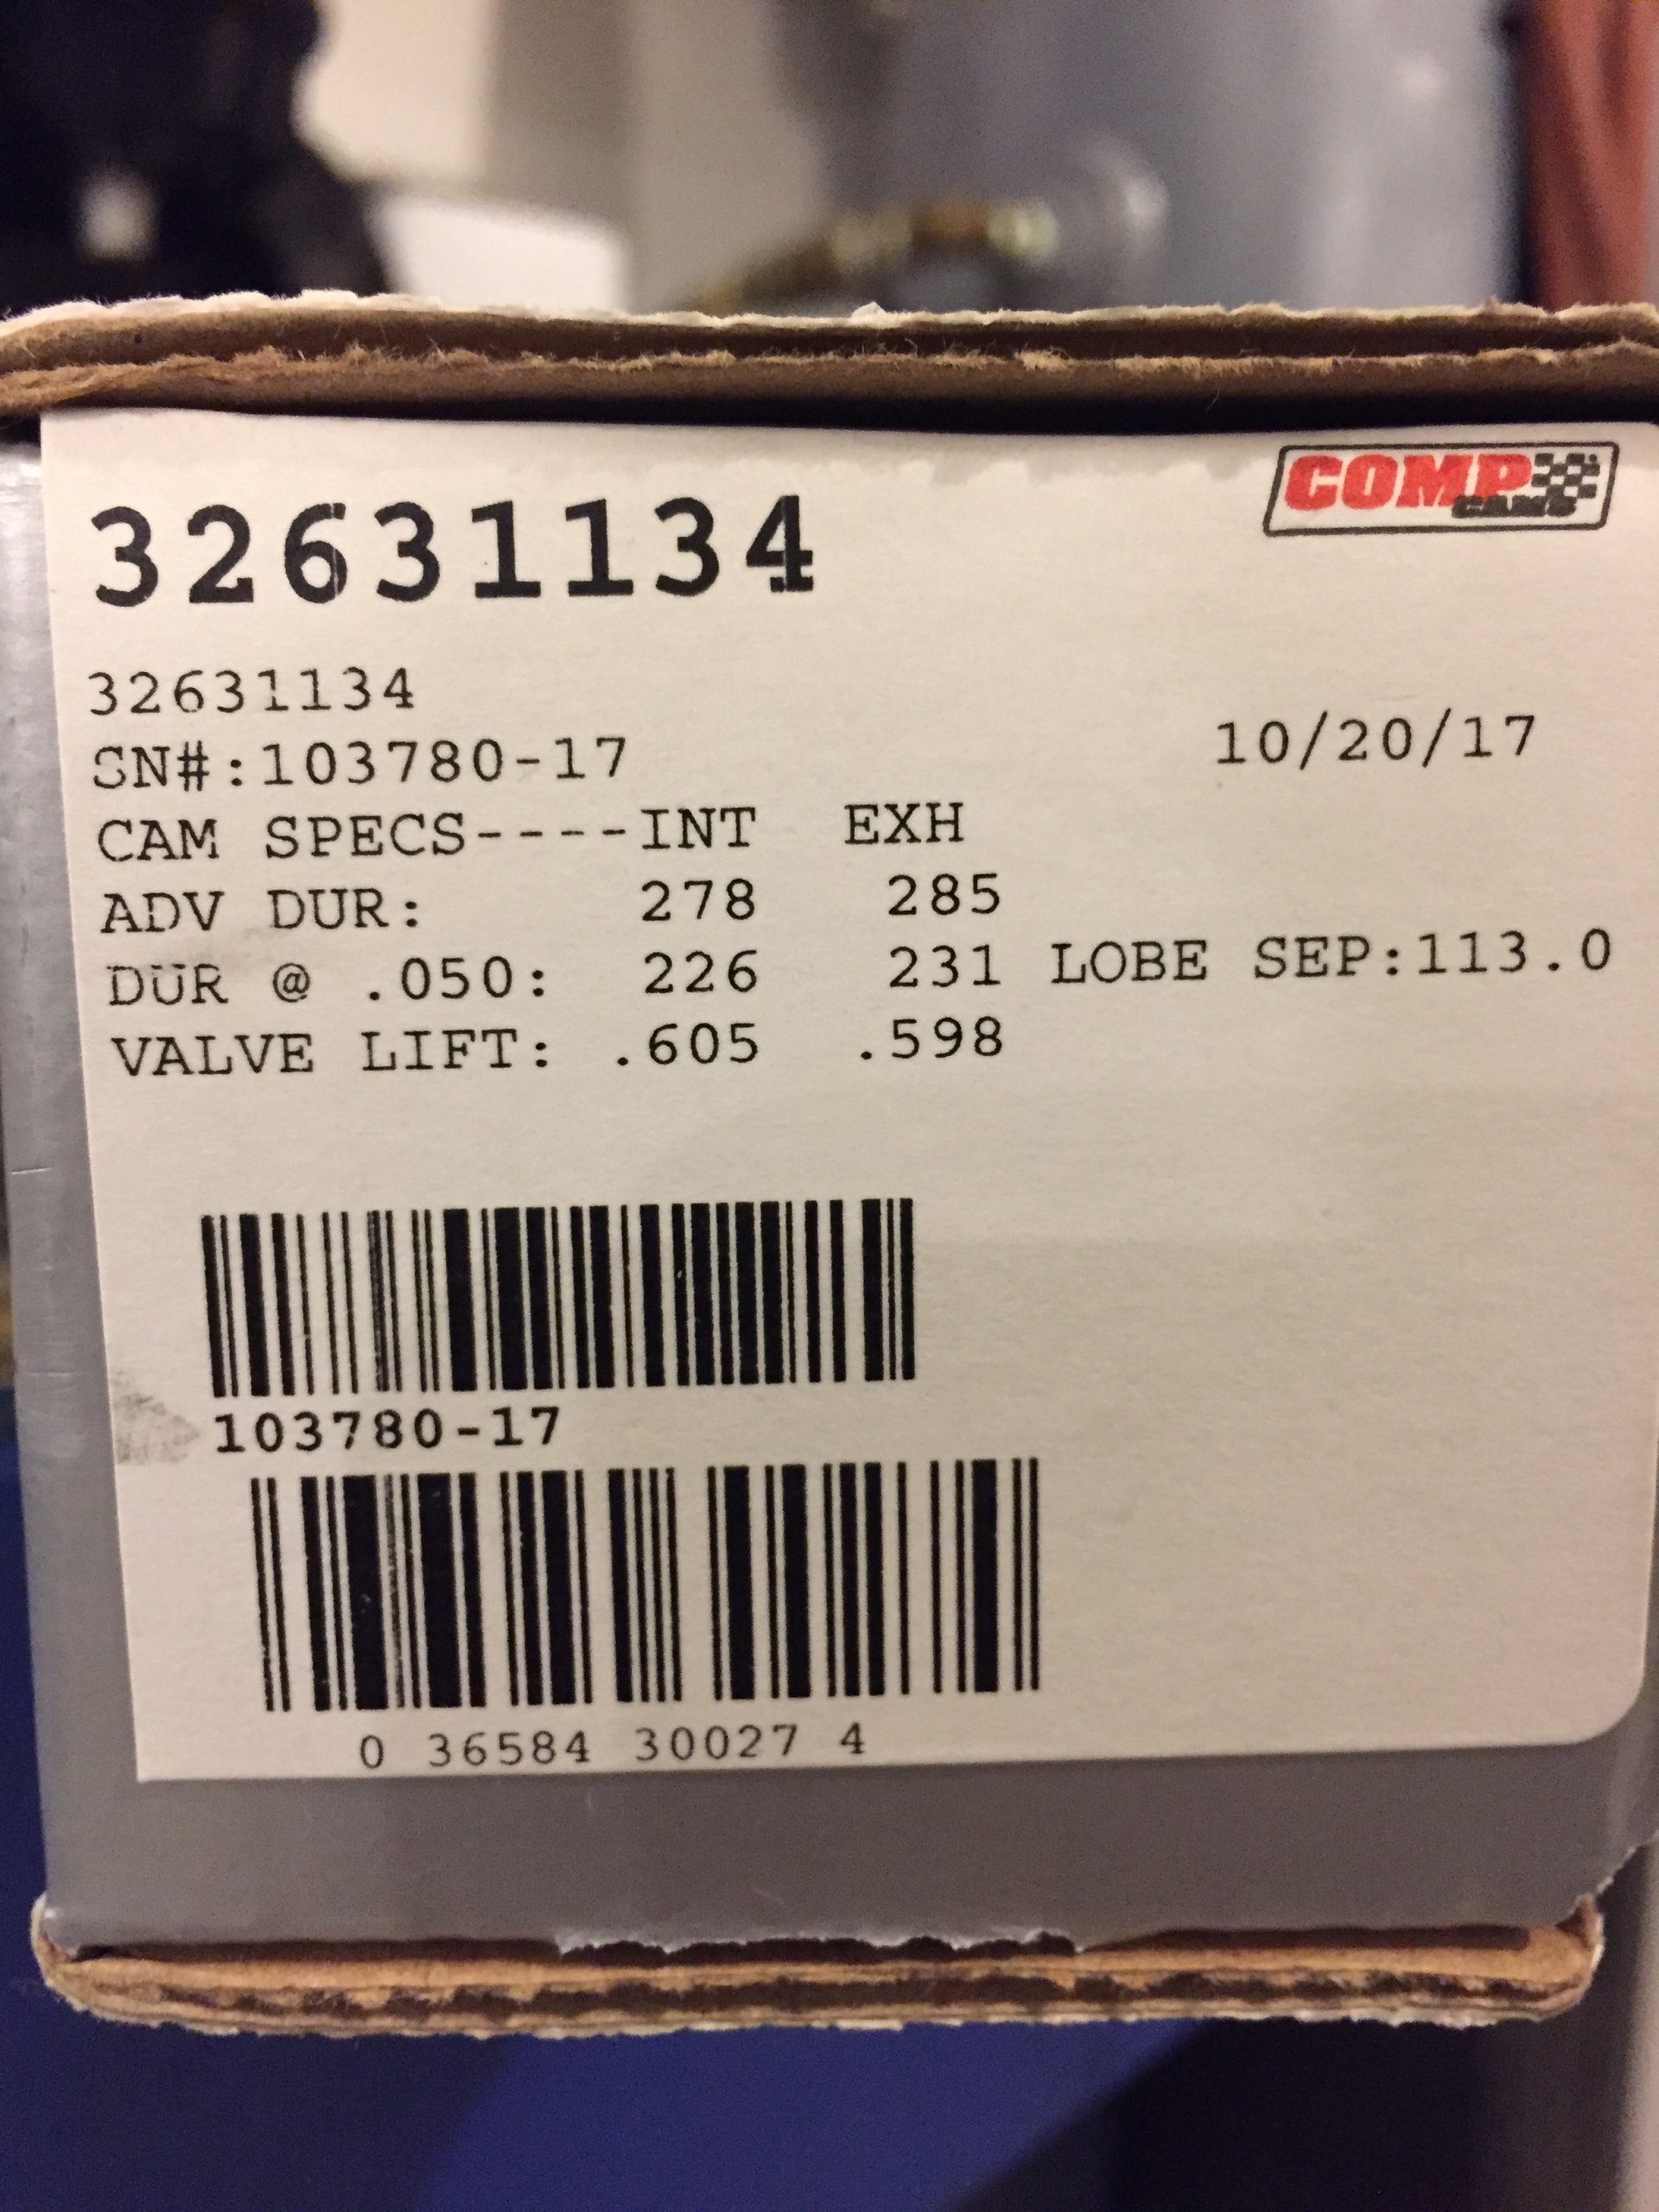 COMP
CAMS
32631134
32631134
SN#:103780-17
10/20/17
CAM SPECS----INT EXH
ADV DUR: 278 285
DUR @ .050: 226 231 LOBE SEP:113.0
VALVE LIFT: .605 .598
103780-17
0 36584 30027 4